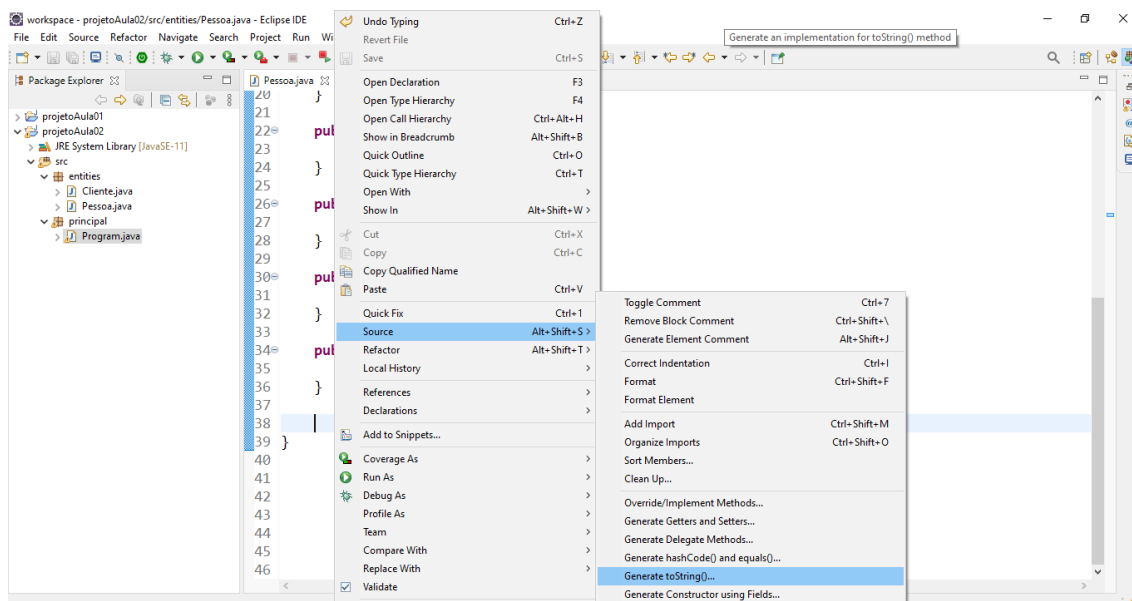 workspace - projetoAula02/src/entities/Pessoa.java - Eclipse IDE
File Edit Source Refactor Navigate Search Project Run Wi
Generate an implementation for toString() method
Package Explorer
projetoAula01
projetoAula02
JRE System Library [JavaSE-11]
src
entities
Cliente.java
Pessoa.java
principal
Program.java
Pessoa.java
20 }
21
22 pul
23
24 }
25
26 pul
27
28 }
29
30 pul
31
32 }
33
34 pul
35
36 }
37
38
39 }
40
41
42
43
44
45
46
Undo Typing Ctrl+Z
Revert File
Save Ctrl+S
Open Declaration F3
Open Type Hierarchy F4
Open Call Hierarchy Ctrl+Alt+H
Show in Breadcrumb Alt+Shift+B
Quick Outline Ctrl+O
Quick Type Hierarchy Ctrl+T
Open With >
Show In Alt+Shift+W >
Cut Ctrl+X
Copy Ctrl+C
Copy Qualified Name
Paste Ctrl+V
Quick Fix Ctrl+1
Source Alt+Shift+S >
Refactor Alt+Shift+T >
Local History >
References >
Declarations >
Add to Snippets...
Coverage As >
Run As >
Debug As >
Profile As >
Team >
Compare With >
Replace With >
Validate
Toggle Comment Ctrl+7
Remove Block Comment Ctrl+Shift+\
Generate Element Comment Alt+Shift+J
Correct Indentation Ctrl+I
Format Ctrl+Shift+F
Format Element
Add Import Ctrl+Shift+M
Organize Imports Ctrl+Shift+O
Sort Members...
Clean Up...
Override/Implement Methods...
Generate Getters and Setters...
Generate Delegate Methods...
Generate hashCode() and equals()...
Generate toString()...
Generate Constructor using Fields...